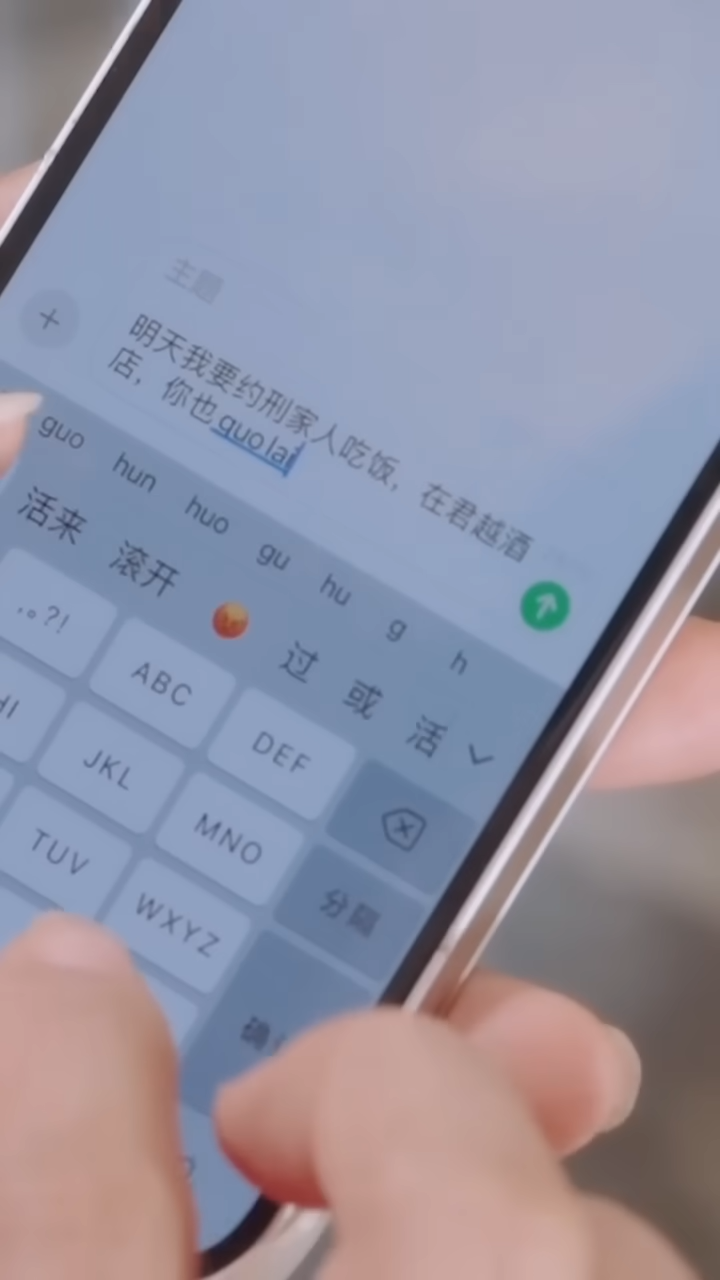 主题
明天我要约刑家人吃饭，在君越酒
店，你也guo lai
guo hun huo gu hu g h
活来 滚开 过 或 活
,。?! ABC DEF
JKL MNO 分隔
TUV WXYZ